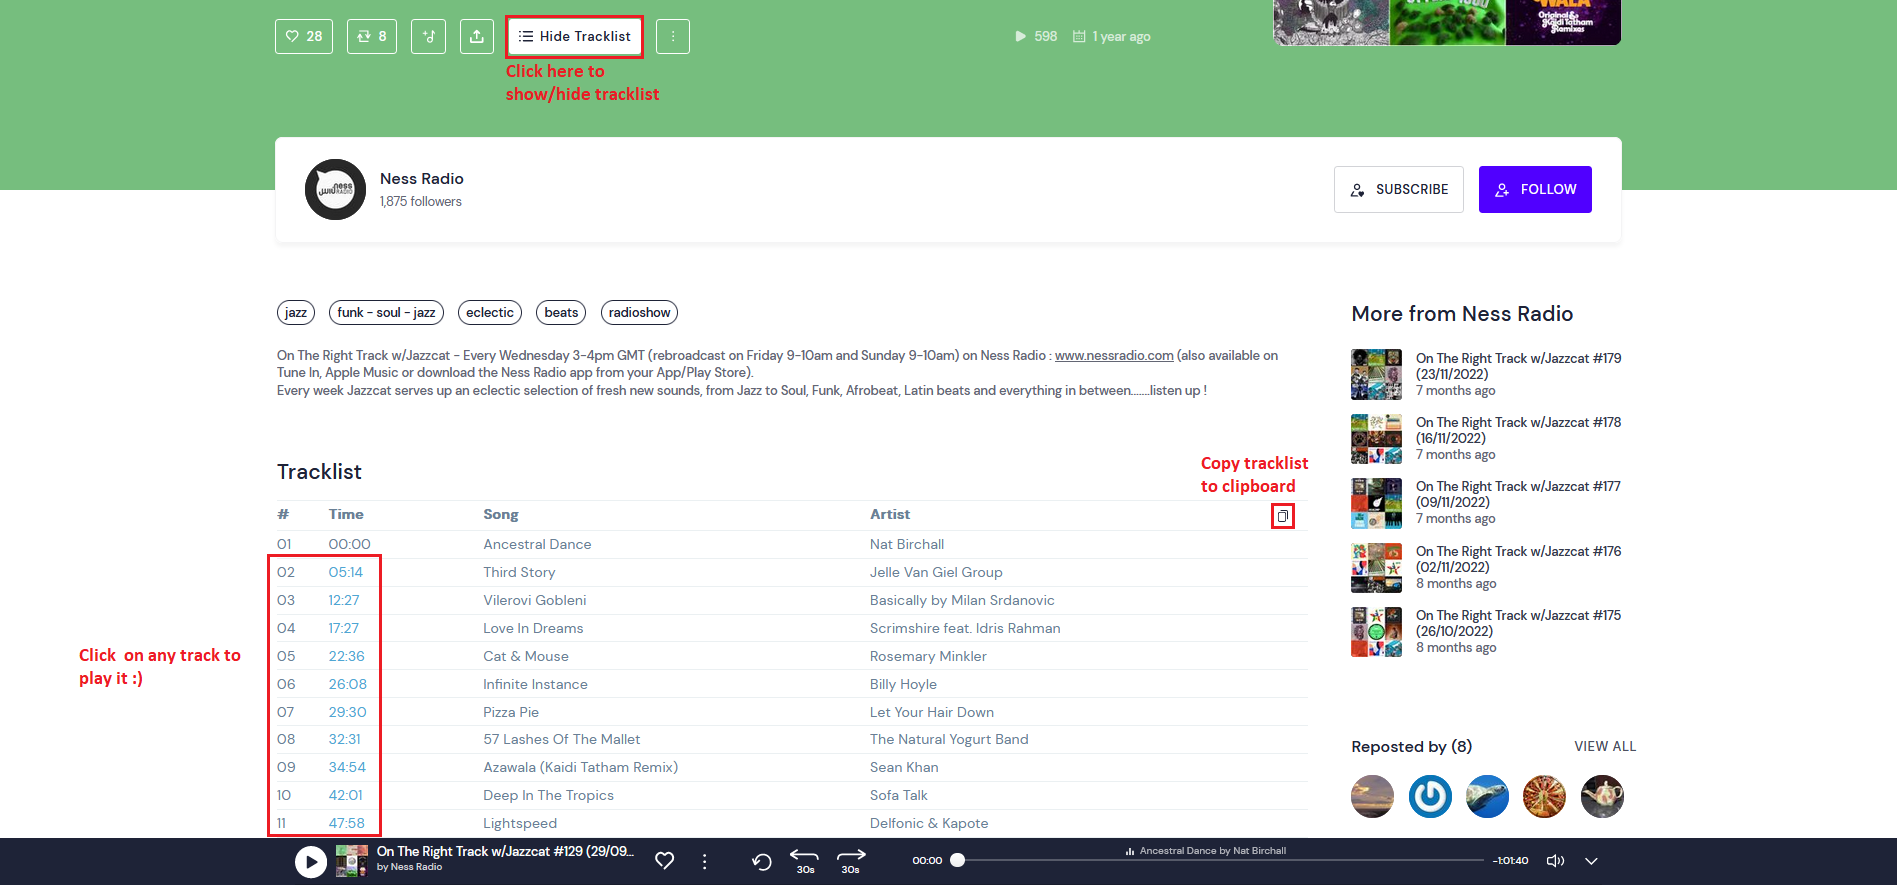 28
8
Hide Tracklist
598
1 year ago
Original &
Kaidi Tatham
Remixes
Click here to
show/hide tracklist
ness
RADIO
Ness Radio
1,875 followers
SUBSCRIBE
FOLLOW
jazz
funk - soul - jazz
eclectic
beats
radioshow
On The Right Track w/Jazzcat - Every Wednesday 3-4pm GMT (rebroadcast on Friday 9-10am and Sunday 9-10am) on Ness Radio : www.nessradio.com (also available on
Tune In, Apple Music or download the Ness Radio app from your App/Play Store).
Every week Jazzcat serves up an eclectic selection of fresh new sounds, from Jazz to Soul, Funk, Afrobeat, Latin beats and everything in between.......listen up !
Tracklist
Copy tracklist
to clipboard
# Time Song Artist
01 00:00 Ancestral Dance Nat Birchall
02 05:14 Third Story Jelle Van Giel Group
03 12:27 Vilerovi Gobleni Basically by Milan Srdanovic
04 17:27 Love In Dreams Scrimshire feat. Idris Rahman
05 22:36 Cat & Mouse Rosemary Minkler
06 26:08 Infinite Instance Billy Hoyle
07 29:30 Pizza Pie Let Your Hair Down
08 32:31 57 Lashes Of The Mallet The Natural Yogurt Band
09 34:54 Azawala (Kaidi Tatham Remix) Sean Khan
10 42:01 Deep In The Tropics Sofa Talk
11 47:58 Lightspeed Delfonic & Kapote
Click on any track to
play it :)
More from Ness Radio
On The Right Track w/Jazzcat #179
(23/11/2022)
7 months ago
On The Right Track w/Jazzcat #178
(16/11/2022)
7 months ago
On The Right Track w/Jazzcat #177
(09/11/2022)
7 months ago
On The Right Track w/Jazzcat #176
(02/11/2022)
8 months ago
On The Right Track w/Jazzcat #175
(26/10/2022)
8 months ago
Reposted by (8)
VIEW ALL
On The Right Track w/Jazzcat #129 (29/09...
by Ness Radio
30s
30s
00:00
Ancestral Dance by Nat Birchall
-1:01:40